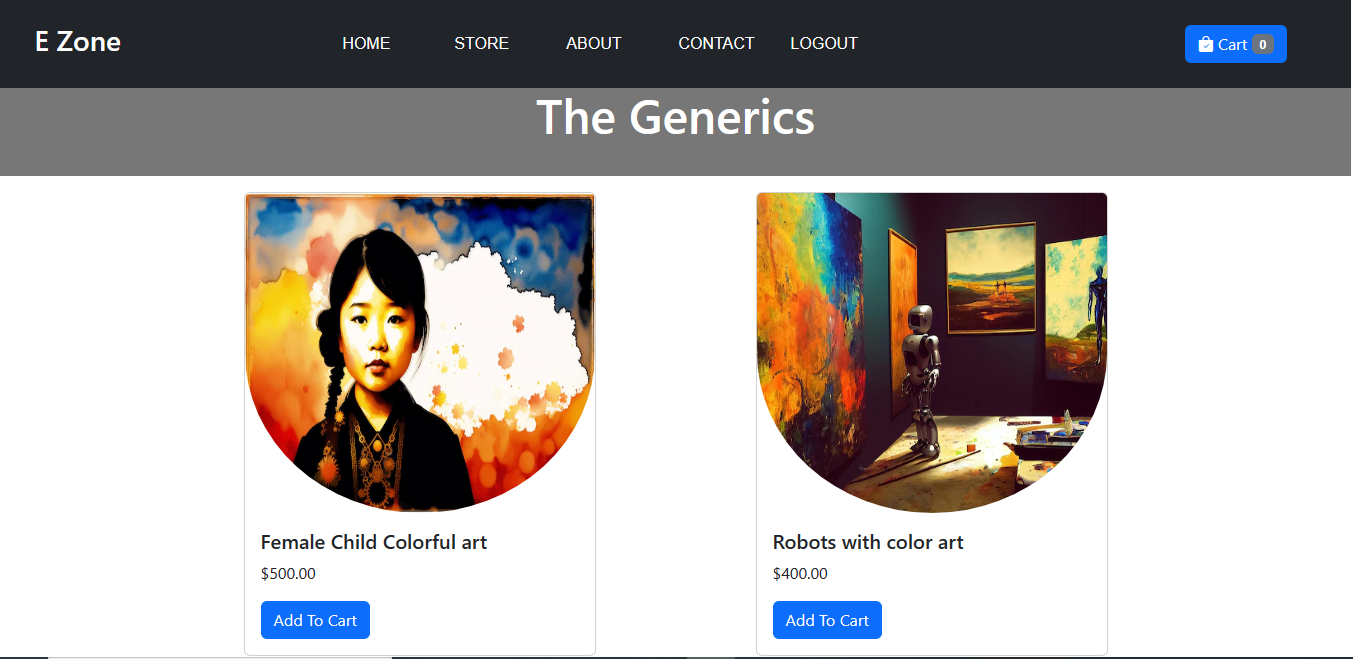 E Zone
HOME STORE ABOUT CONTACT LOGOUT
Cart 0
The Generics
Female Child Colorful art
$500.00
Add To Cart
Robots with color art
$400.00
Add To Cart